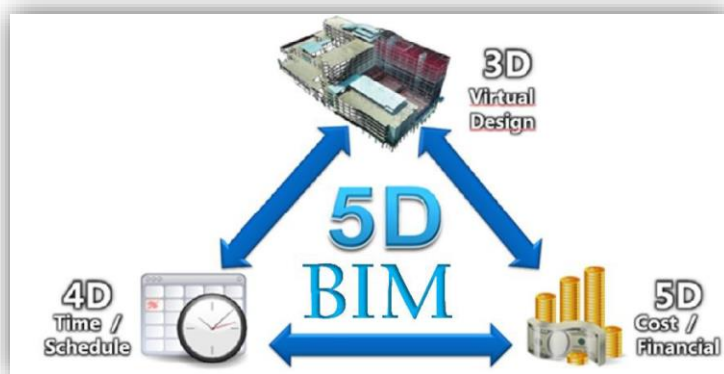 3D
Virtual
Design
5D
BIM
4D
Time /
Schedule
5D
Cost /
Financial